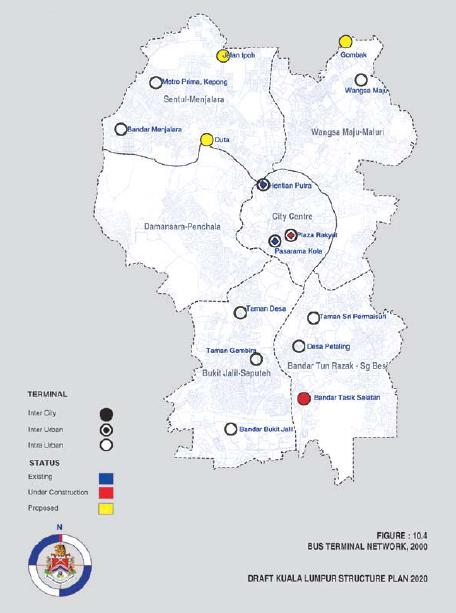 Jalan Ipoh
Gombak
Metro Prima, Kepong
Wangsa Maju
Sentul-Menjalara
Bandar Menjalara
Wangsa Maju-Maluri
Duta
Hentian Putra
City Centre
Damansara-Penchala
Plaza Rakyat
Pasarama Kota
Taman Desa
Taman Sri Permaisuri
Desa Petaling
Taman Gembira
Bandar Tun Razak - Sg Besi
Bukit Jalil-Seputeh
TERMINAL
Bandar Tasik Selatan
Inter City
Inter Urban
Bandar Bukit Jalil
Intra Urban
STATUS
Existing
Under Construction
Proposed
N
FIGURE : 10.4
BUS TERMINAL NETWORK, 2000
DRAFT KUALA LUMPUR STRUCTURE PLAN 2020